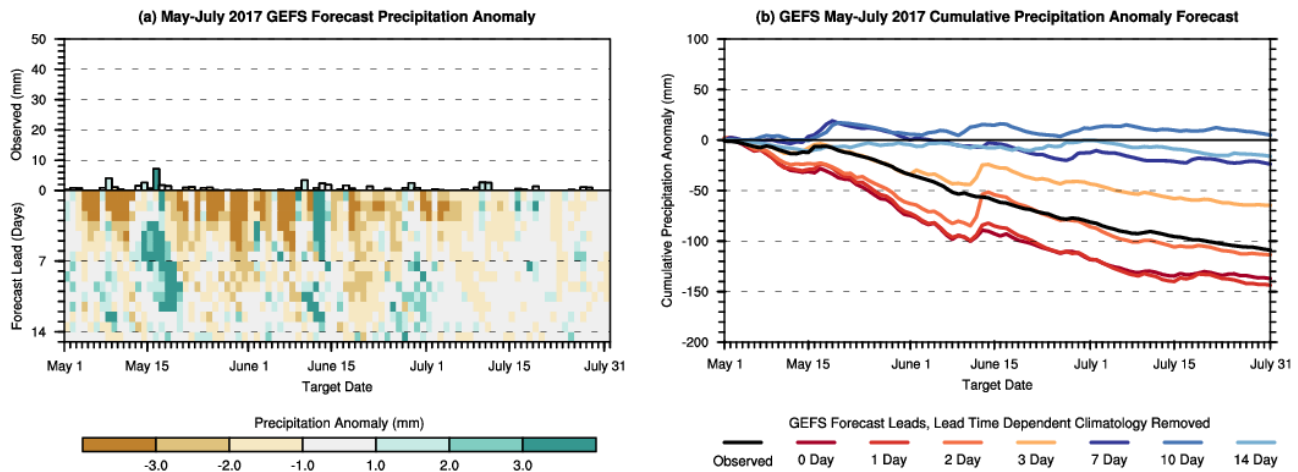 (a) May-July 2017 GEFS Forecast Precipitation Anomaly
50
40
30
20
10
0
Observed (mm)
7
14
Forecast Lead (Days)
May 1
May 15
June 1
June 15
July 1
July 15
July 31
Target Date
Precipitation Anomaly (mm)
-3.0
-2.0
-1.0
1.0
2.0
3.0
(b) GEFS May-July 2017 Cumulative Precipitation Anomaly Forecast
100
50
0
-50
-100
-150
-200
Cumulative Precipitation Anomaly (mm)
May 1
May 15
June 1
June 15
July 1
July 15
July 31
Target Date
GEFS Forecast Leads, Lead Time Dependent Climatology Removed
Observed
0 Day
1 Day
2 Day
3 Day
7 Day
10 Day
14 Day